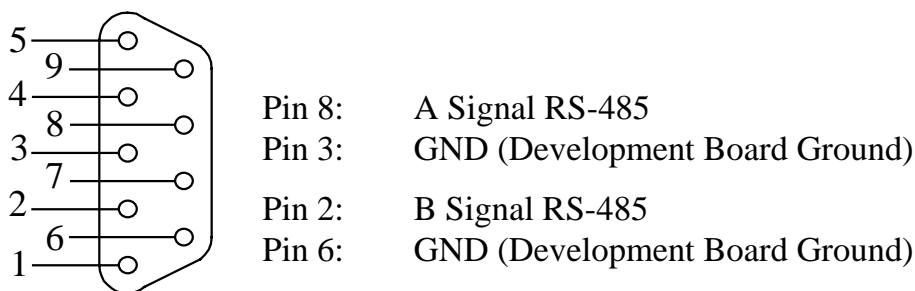 5
9
4
8
3
7
2
6
1
Pin 8: A Signal RS-485
Pin 3: GND (Development Board Ground)
Pin 2: B Signal RS-485
Pin 6: GND (Development Board Ground)